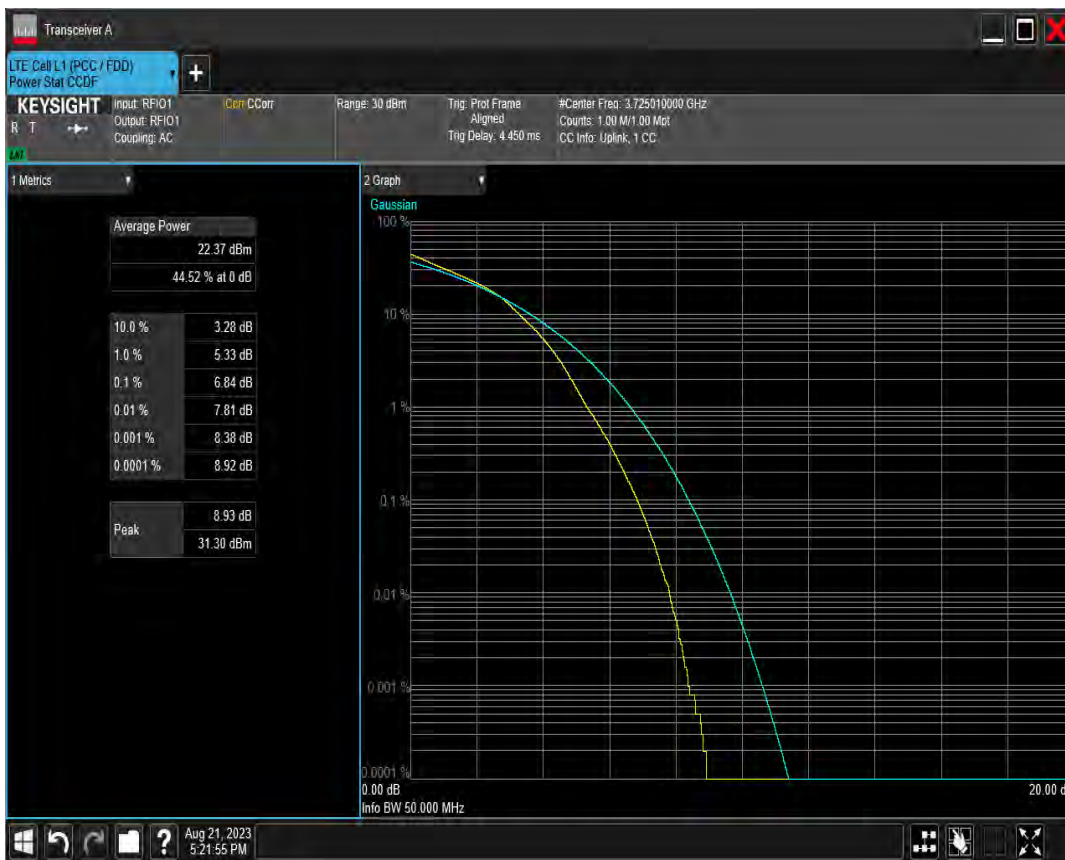 Transceiver A
LTE Cell L1 (PCC / FDD)
Power Stat CCDF
+
KEYSIGHT
R T
LNI
Input: RFIO1
Output: RFIO1
Coupling: AC
Corr CCorr
Range: 30 dBm
Trig: Prot Frame
Aligned
Trig Delay: 4.450 ms
#Center Freq: 3.725010000 GHz
Counts: 1.00 M/1.00 Mpt
CC Info: Uplink, 1 CC
1 Metrics
Average Power
22.37 dBm
44.52 % at 0 dB
10.0 % 3.28 dB
1.0 % 5.33 dB
0.1 % 6.84 dB
0.01 % 7.81 dB
0.001 % 8.38 dB
0.0001 % 8.92 dB
Peak
8.93 dB
31.30 dBm
2 Graph
Gaussian
100 %
10 %
1 %
0.1 %
0.01 %
0.001 %
0.0001 %
0.00 dB
20.00 d
Info BW 50.000 MHz
?
Aug 21, 2023
5:21:55 PM